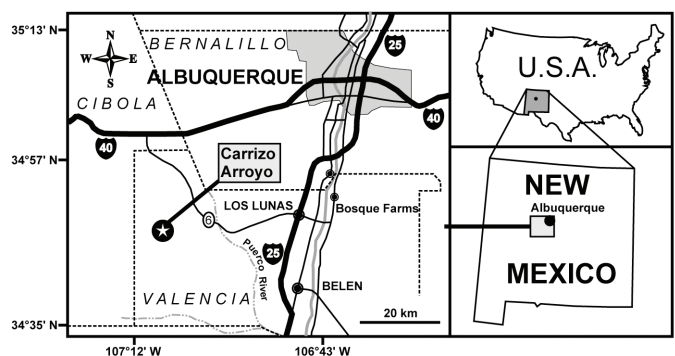 35°13' N
34°57'
34°35'
107°12' W
106°43' W
N
W E
S
BERNALILLO
25
ALBUQUERQUE
CIBOLA
40
40
Carrizo
Arroyo
LOS LUNAS
Bosque Farms
6
25
Puerco River
VALENCIA
BELEN
20 km
U.S.A.
NEW
Albuquerque
MEXICO